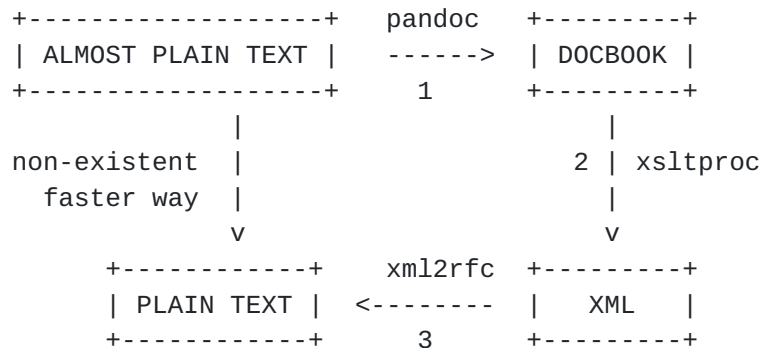 +-------------------+   pandoc   +---------+
| ALMOST PLAIN TEXT |   ------>  | DOCBOOK |
+-------------------+     1      +---------+
              |                       |
non-existent  |                     2 | xsltproc
  faster way  |                       |
              v                       v
      +------------+    xml2rfc  +---------+
      | PLAIN TEXT |  <--------  |   XML   |
      +------------+      3      +---------+